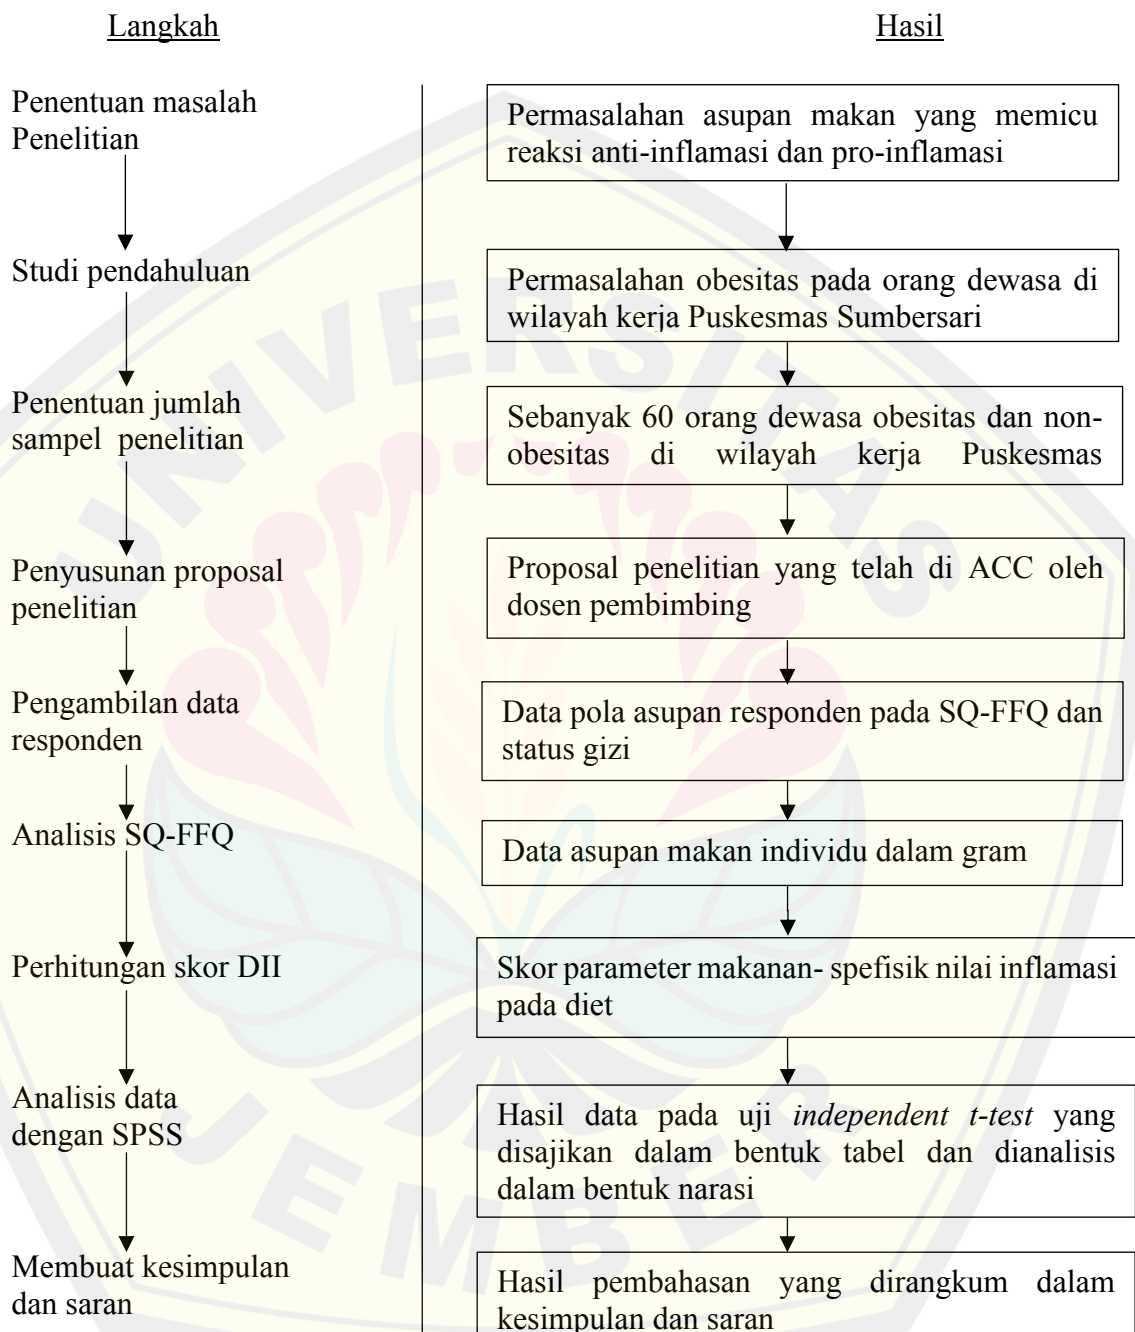 Langkah
Hasil
Penentuan masalah
Penelitian
Permasalahan asupan makan yang memicu
reaksi anti-inflamasi dan pro-inflamasi
Studi pendahuluan
Permasalahan obesitas pada orang dewasa di
wilayah kerja Puskesmas Sumbersari
Penentuan jumlah
sampel penelitian
Sebanyak 60 orang dewasa obesitas dan non-
obesitas di wilayah kerja Puskesmas
Penyusunan proposal
penelitian
Proposal penelitian yang telah di ACC oleh
dosen pembimbing
Pengambilan data
responden
Data pola asupan responden pada SQ-FFQ dan
status gizi
Analisis SQ-FFQ
Data asupan makan individu dalam gram
Perhitungan skor DII
Skor parameter makanan- spefisik nilai inflamasi
pada diet
Analisis data
dengan SPSS
Hasil data pada uji independent t-test yang
disajikan dalam bentuk tabel dan dianalisis
dalam bentuk narasi
Membuat kesimpulan
dan saran
Hasil pembahasan yang dirangkum dalam
kesimpulan dan saran
UNIVERSITAS
JEMBER